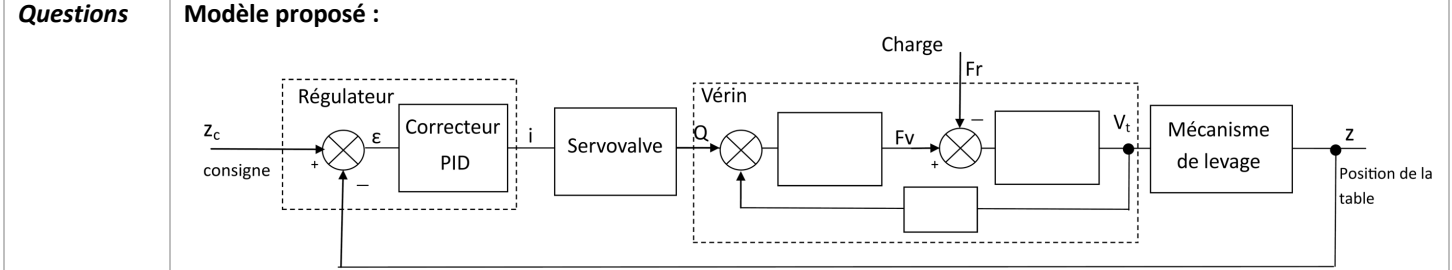 Questions
Modèle proposé :
Charge
Fr
Régulateur
Vérin
zc
consigne
+
–
ε
Correcteur
PID
i
Servovalve
Q
Fv
+
–
Vt
Mécanisme
de levage
z
Position de la
table